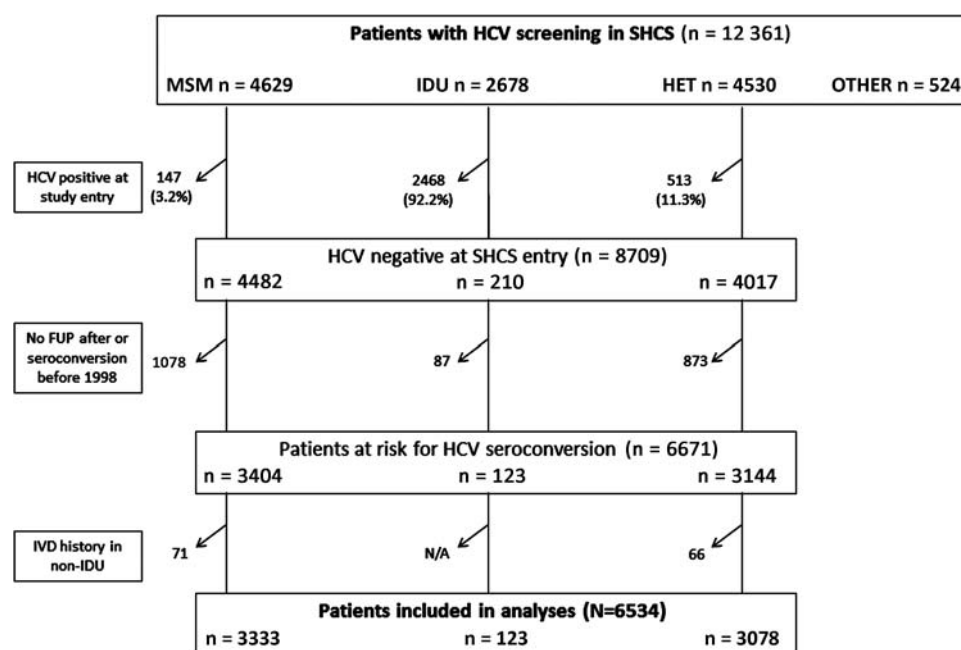 Patients with HCV screening in SHCS (n = 12 361)
MSM n = 4629 IDU n = 2678 HET n = 4530 OTHER n = 524
HCV positive at
study entry
147
(3.2%)
2468
(92.2%)
513
(11.3%)
HCV negative at SHCS entry (n = 8709)
n = 4482 n = 210 n = 4017
No FUP after or
seroconversion
before 1998
1078 87 873
Patients at risk for HCV seroconversion (n = 6671)
n = 3404 n = 123 n = 3144
IVD history in
non-IDU
71 N/A 66
Patients included in analyses (N=6534)
n = 3333 n = 123 n = 3078